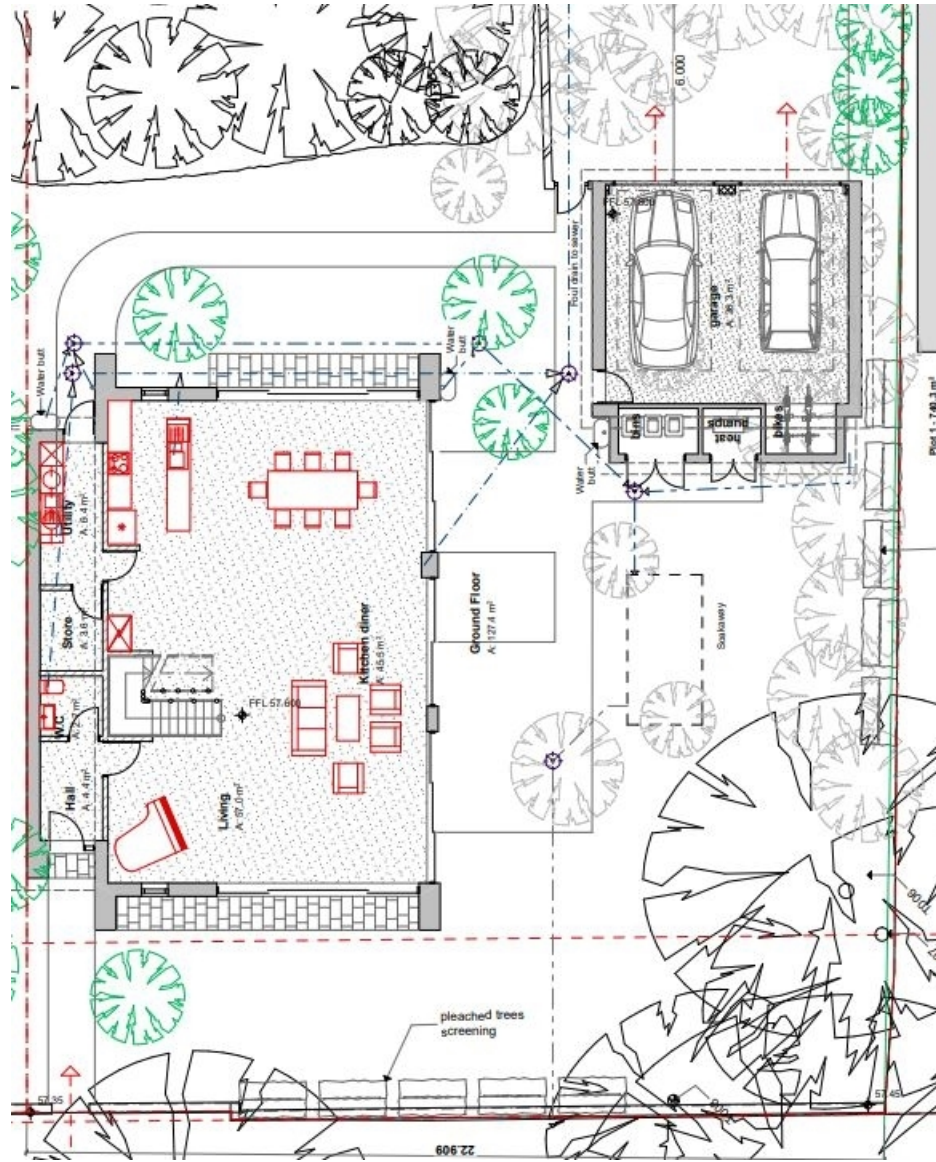 6.000
FFL 57.600
Foul drain to sewer
garage
A: 36.3 m²
Water butt
Water
butt
bins
heat
pumps
bikes
Plot 1 : 740.3 m²
Water
butt
Utility
A: 6.4 m²
Store
A: 3.6 m²
Kitchen diner
A: 45.5 m²
Ground Floor
A: 127.4 m²
Soakaway
W.C.
FFL 57.600
Hall
A: 4.4 m²
Living
A: 67.0 m²
pleached trees
screening
57.35
57.45
22.909